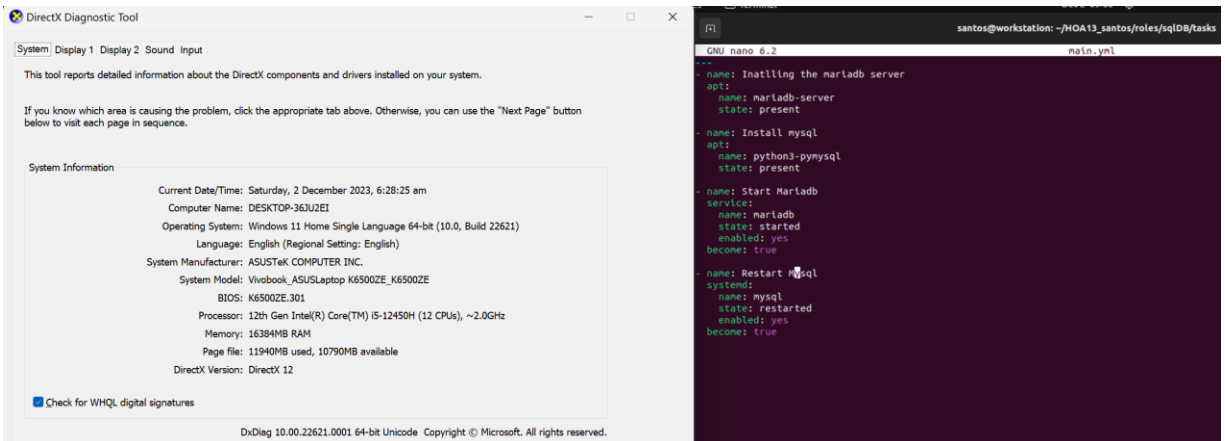 DirectX Diagnostic Tool
System Display 1 Display 2 Sound Input
This tool reports detailed information about the DirectX components and drivers installed on your system.
If you know which area is causing the problem, click the appropriate tab above. Otherwise, you can use the "Next Page" button
below to visit each page in sequence.
System Information
Current Date/Time: Saturday, 2 December 2023, 6:28:25 am
Computer Name: DESKTOP-36JU2EI
Operating System: Windows 11 Home Single Language 64-bit (10.0, Build 22621)
Language: English (Regional Setting: English)
System Manufacturer: ASUSTeK COMPUTER INC.
System Model: Vivobook_ASUSLaptop K6500ZE_K6500ZE
BIOS: K6500ZE.301
Processor: 12th Gen Intel(R) Core(TM) i5-12450H (12 CPUs), ~2.0GHz
Memory: 16384MB RAM
Page file: 11940MB used, 10790MB available
DirectX Version: DirectX 12
Check for WHQL digital signatures
DxDiag 10.00.22621.0001 64-bit Unicode Copyright © Microsoft. All rights reserved.
santos@workstation: ~/HOA13_santos/roles/sqlDB/tasks
GNU nano 6.2 main.yml
---
- name: Inatlling the mariadb server
apt:
name: mariadb-server
state: present
- name: Install mysql
apt:
name: python3-pymysql
state: present
- name: Start Mariadb
service:
name: mariadb
state: started
enabled: yes
become: true
- name: Restart Mysql
systemd:
name: mysql
state: restarted
enabled: yes
become: true